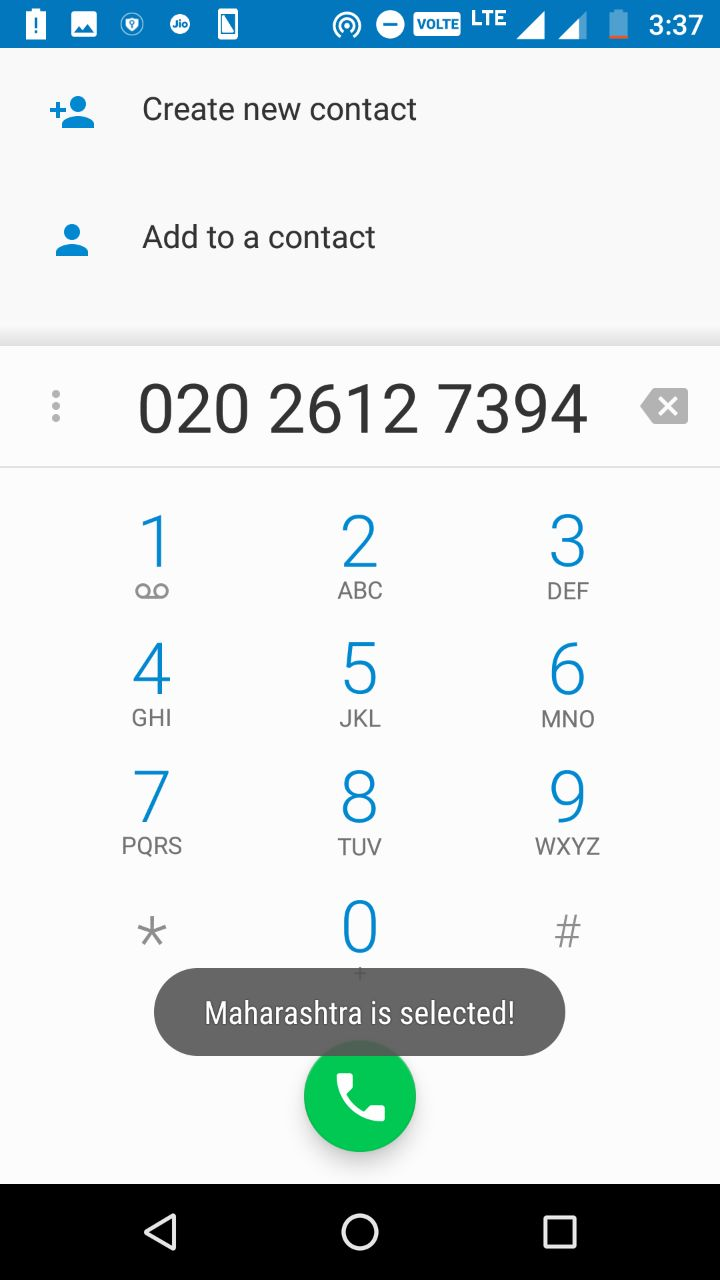 Jio VOLTE LTE 3:37
Create new contact
Add to a contact
020 2612 7394
1 2 3
ABC DEF
4 5 6
GHI JKL MNO
7 8 9
PQRS TUV WXYZ
* 0 #
+
Maharashtra is selected!